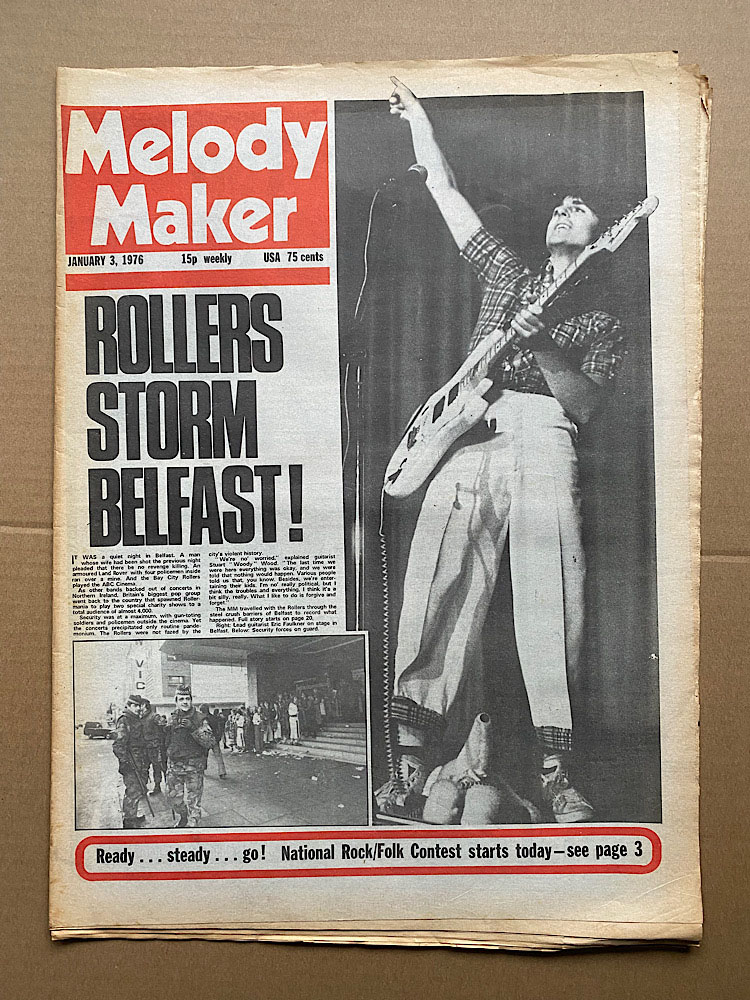 Melody
Maker
JANUARY 3, 1976 15p weekly USA 75 cents
ROLLERS
STORM
BELFAST!
IT WAS a quiet night in Belfast. A man
whose wife had been shot the previous night
pleaded that there be no revenge killing. An
armoured Land Rover with four policemen inside
ran over a mine. And the Bay City Rollers
played the ABC Cinema.
As other bands backed out of concerts in
Northern Ireland, Britain's biggest pop group
went back to the country that spawned Roller-
mania to play two special charity shows to a
total audience of almost 4,000.
Security was at a maximum, with gun-toting
soldiers and policemen outside the cinema. Yet
the concerts precipitated only routine pande-
monium. The Rollers were not fazed by the
city's violent history.
"We're no' worried," explained guitarist
Stuart "Woody" Wood. "The last time we
were here everything was okay, and we were
told that nothing would happen. Various people
told us that, you know. Besides, we're enter-
taining their kids. I'm no' really political, but I
think the troubles and everything, I think it's a
bit silly, really. What I like to do is forgive and
forget."
The MM travelled with the Rollers through the
steel crush barriers of Belfast to record what
happened. Full story starts on page 20.
Right: Lead guitarist Eric Faulkner on stage in
Belfast. Below: Security forces on guard.
VIC
Ready . . . steady . . . go! National Rock/Folk Contest starts today—see page 3